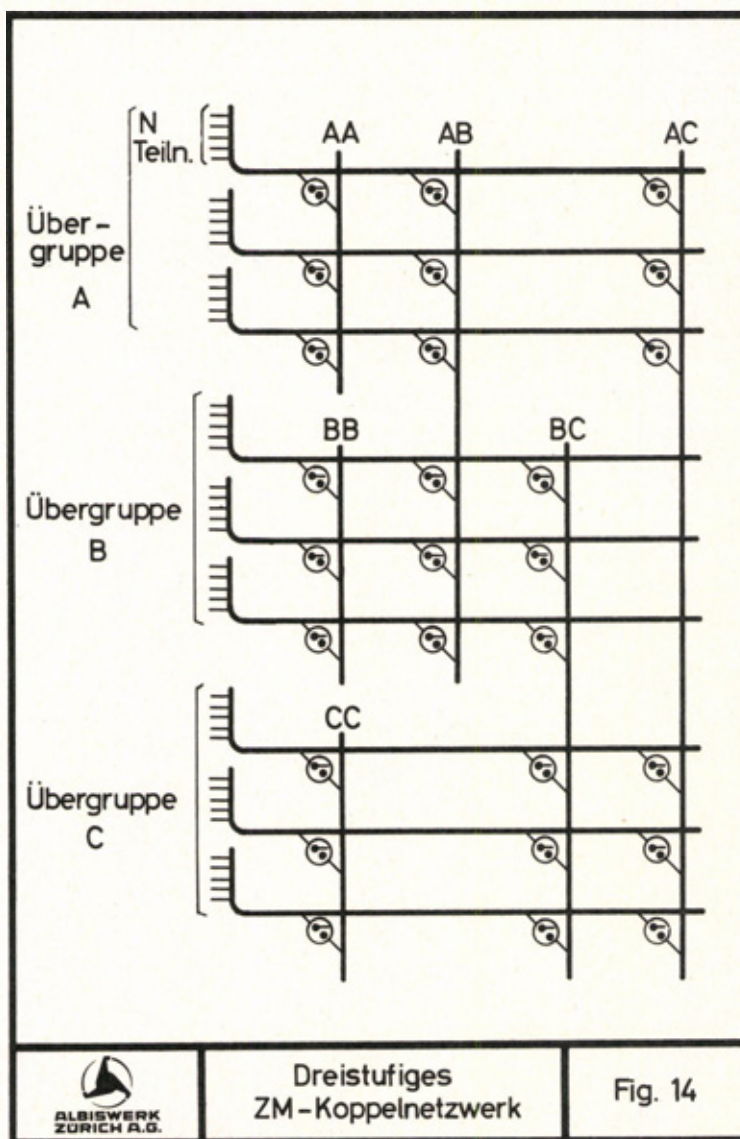 N
Teiln.
AA AB AC
Über-
gruppe
A
BB BC
Übergruppe
B
CC
Übergruppe
C
ALBISWERK
ZÜRICH A.G.
Dreistufiges
ZM-Koppelnetzwerk
Fig. 14